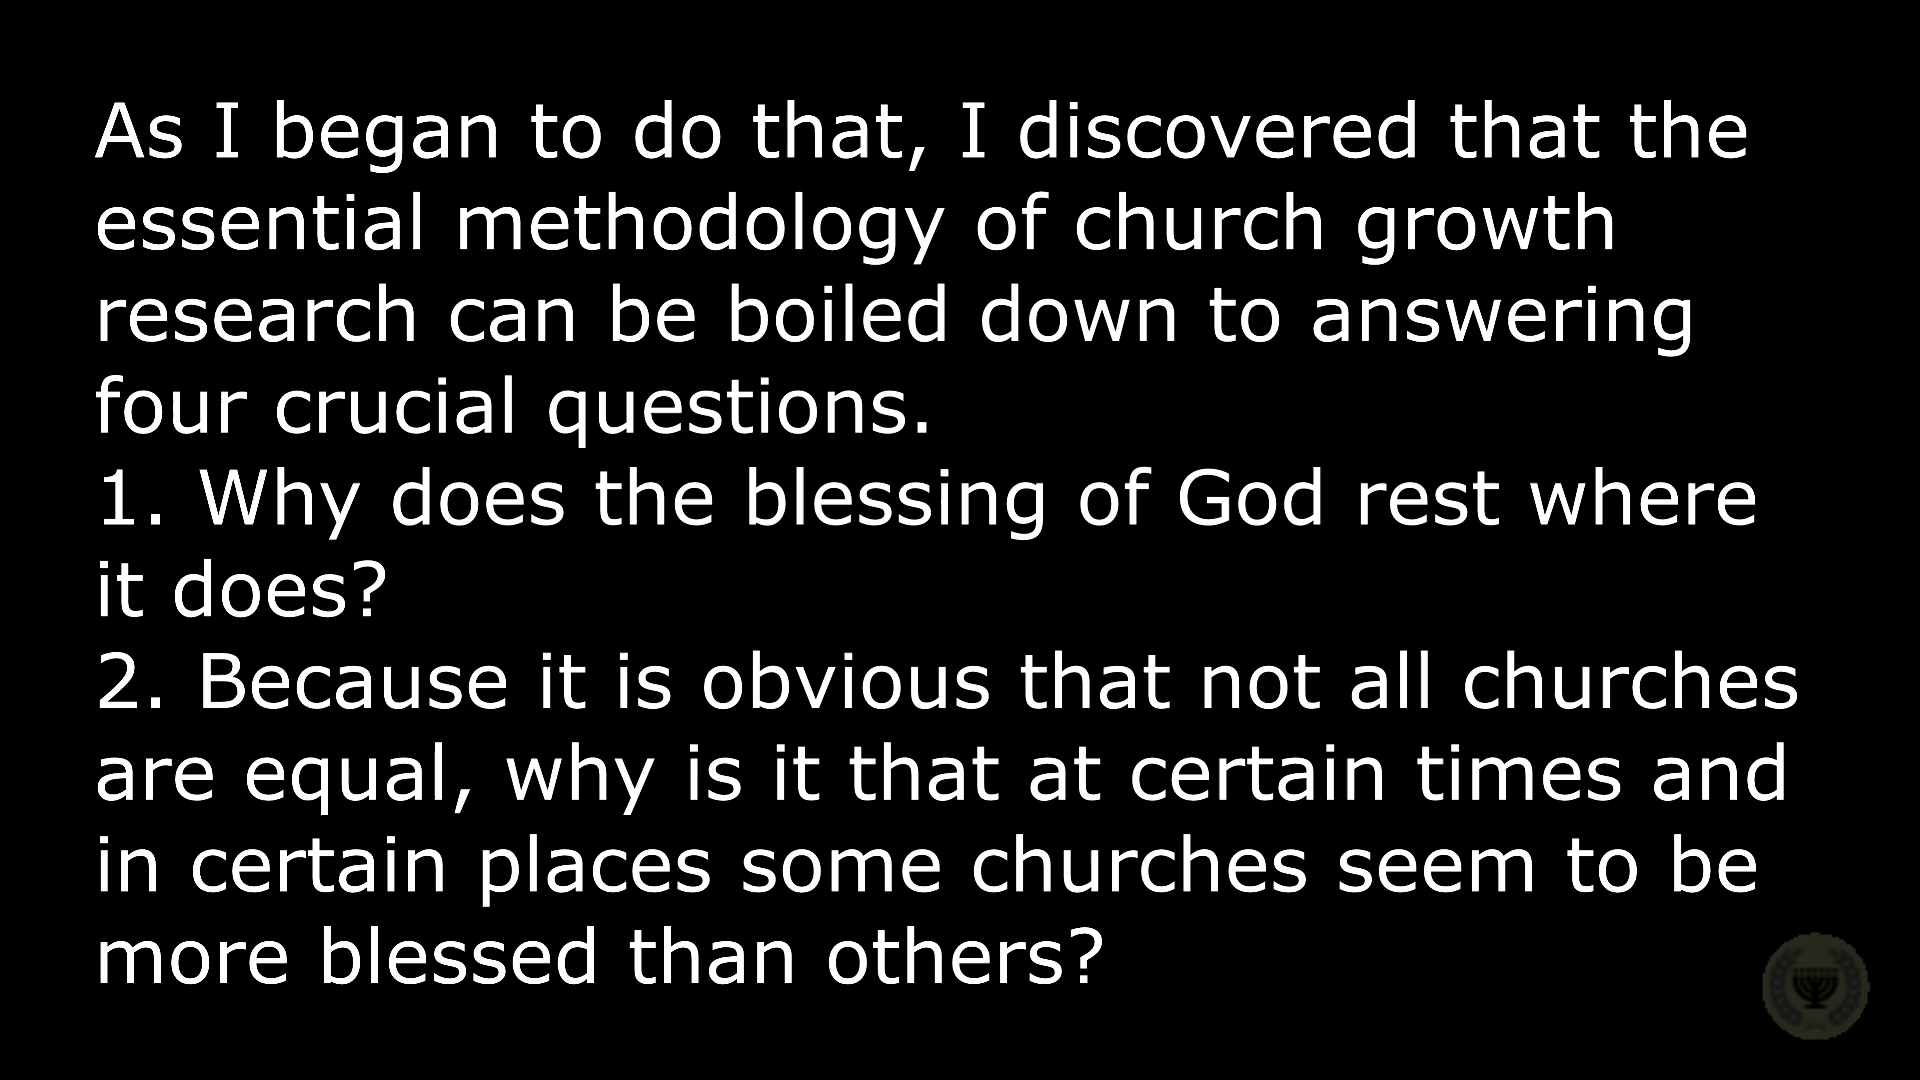 As I began to do that, I discovered that the
essential methodology of church growth
research can be boiled down to answering
four crucial questions.
1. Why does the blessing of God rest where
it does?
2. Because it is obvious that not all churches
are equal, why is it that at certain times and
in certain places some churches seem to be
more blessed than others?